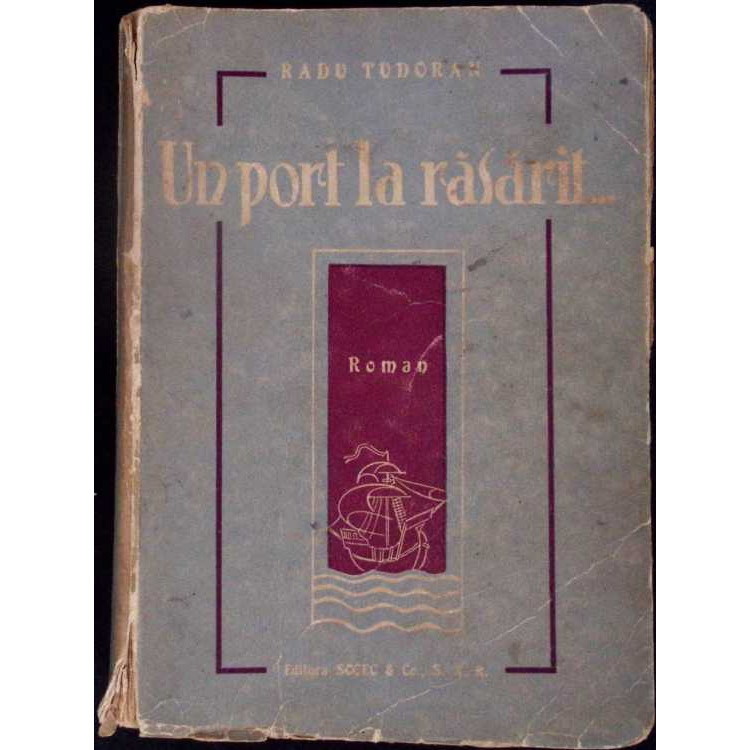 RADU TUDORAN
Un port la răsărit...
Roman
Editura SOCEC & Co., S. A. R.